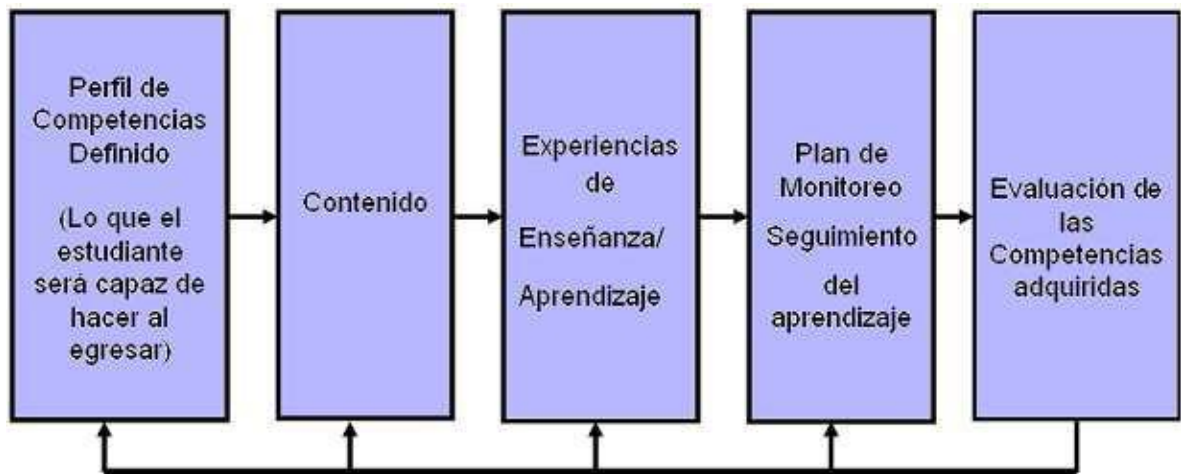 Perfil de
Competencias
Definido
(Lo que el
estudiante
será capaz de
hacer al
egresar)
Contenido
Experiencias
de
Enseñanza/
Aprendizaje
Plan de
Monitoreo
Seguimiento
del
aprendizaje
Evaluación de
las
Competencias
adquiridas